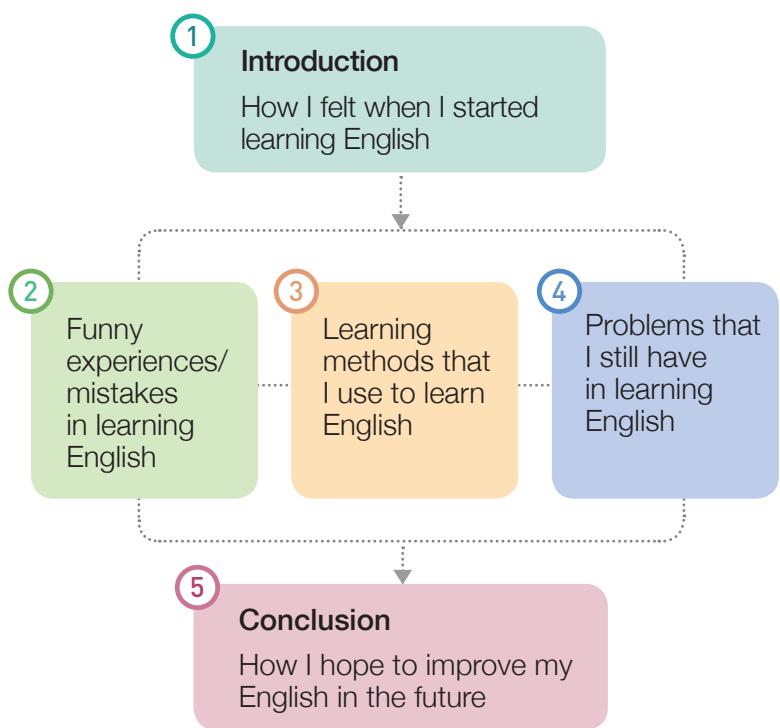 1
Introduction
How I felt when I started
learning English
2
Funny
experiences/
mistakes
in learning
English
3
Learning
methods that
I use to learn
English
4
Problems that
I still have
in learning
English
5
Conclusion
How I hope to improve my
English in the future